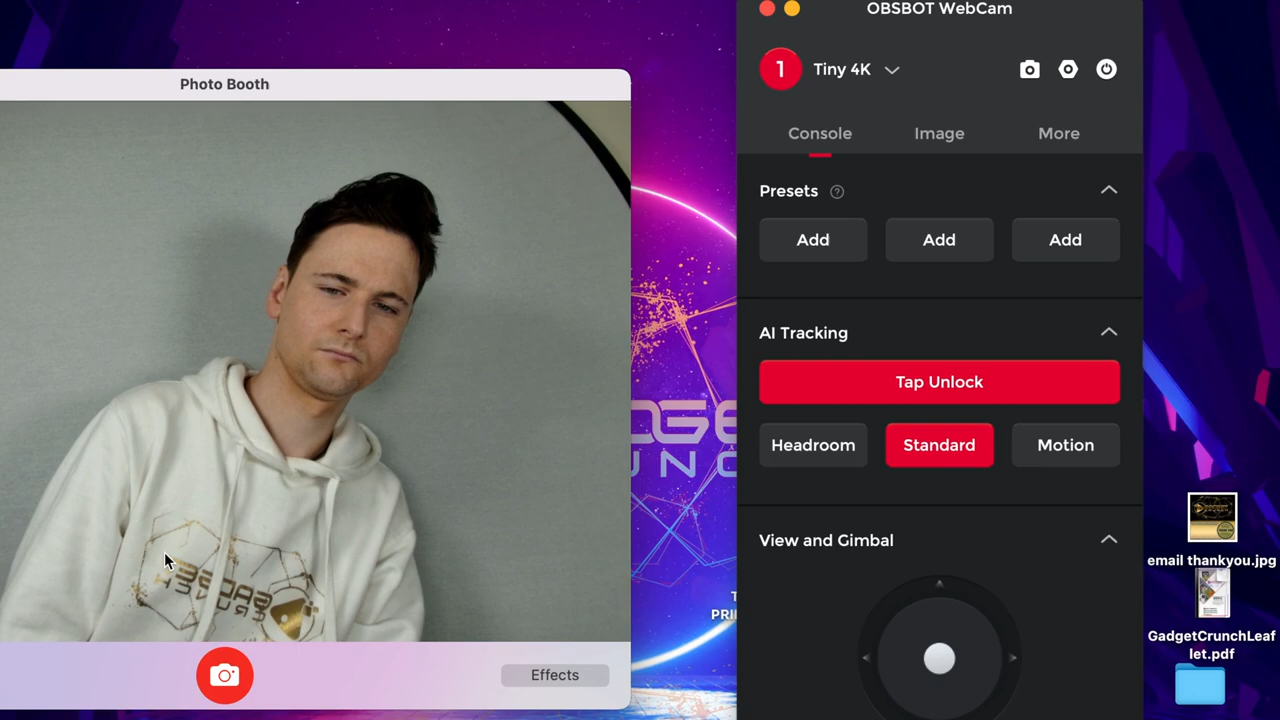 Photo Booth
Effects
OBSBOT WebCam
1
Tiny 4K
Console
Image
More
Presets
?
Add
Add
Add
AI Tracking
Tap Unlock
Headroom
Standard
Motion
View and Gimbal
email thankyou.jpg
GadgetCrunchLeaf
let.pdf